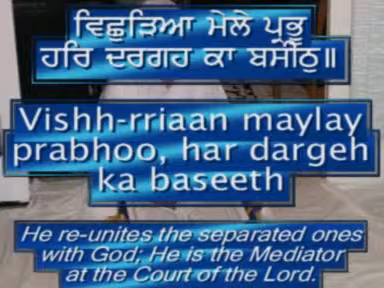 ਵਿਛੁੜਿਆ ਮੇਲੇ ਪ੍ਰਭੂ
ਹਰਿ ਦਰਗਹ ਕਾ ਬਸੀਠੁ॥
Vishh-rriaan maylay
prabhoo, har dargeh
ka baseeth
He re-unites the separated ones
with God; He is the Mediator
at the Court of the Lord.